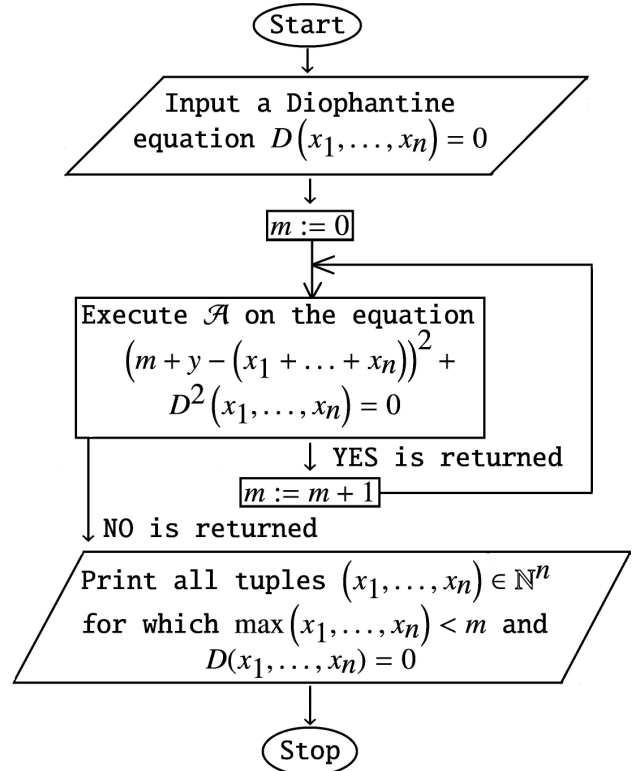 Start
Input a Diophantine
equation D(x₁,…,xₙ)=0
m := 0
Execute 𝒜 on the equation
(m+y−(x₁+…+xₙ))²+
D²(x₁,…,xₙ)=0
YES is returned
m := m+1
NO is returned
Print all tuples (x₁,…,xₙ)∈ℕⁿ
for which max(x₁,…,xₙ)<m and
D(x₁,…,xₙ)=0
Stop